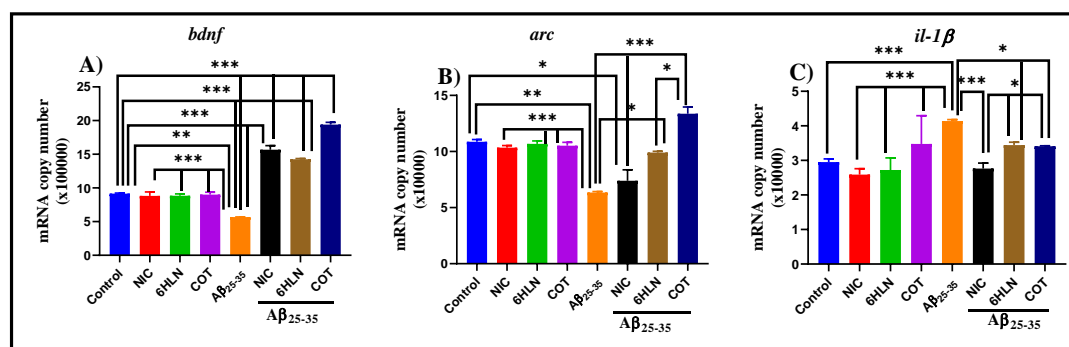 bdnf
A)
***
***
***
**
***
mRNA copy number
(x100000)
25
20
15
10
5
0
Control
NIC
6HLN
COT
Aβ25-35
NIC
6HLN
COT
Aβ25-35
arc
B)
***
*
*
**
***
*
mRNA copy number
(x10000)
15
10
5
0
Control
NIC
6HLN
COT
Aβ25-35
NIC
6HLN
COT
Aβ25-35
il-1β
C)
***
*
***
***
*
mRNA copy number
(x100000)
5
4
3
2
1
0
Control
NIC
6HLN
COT
Aβ25-35
NIC
6HLN
COT
Aβ25-35